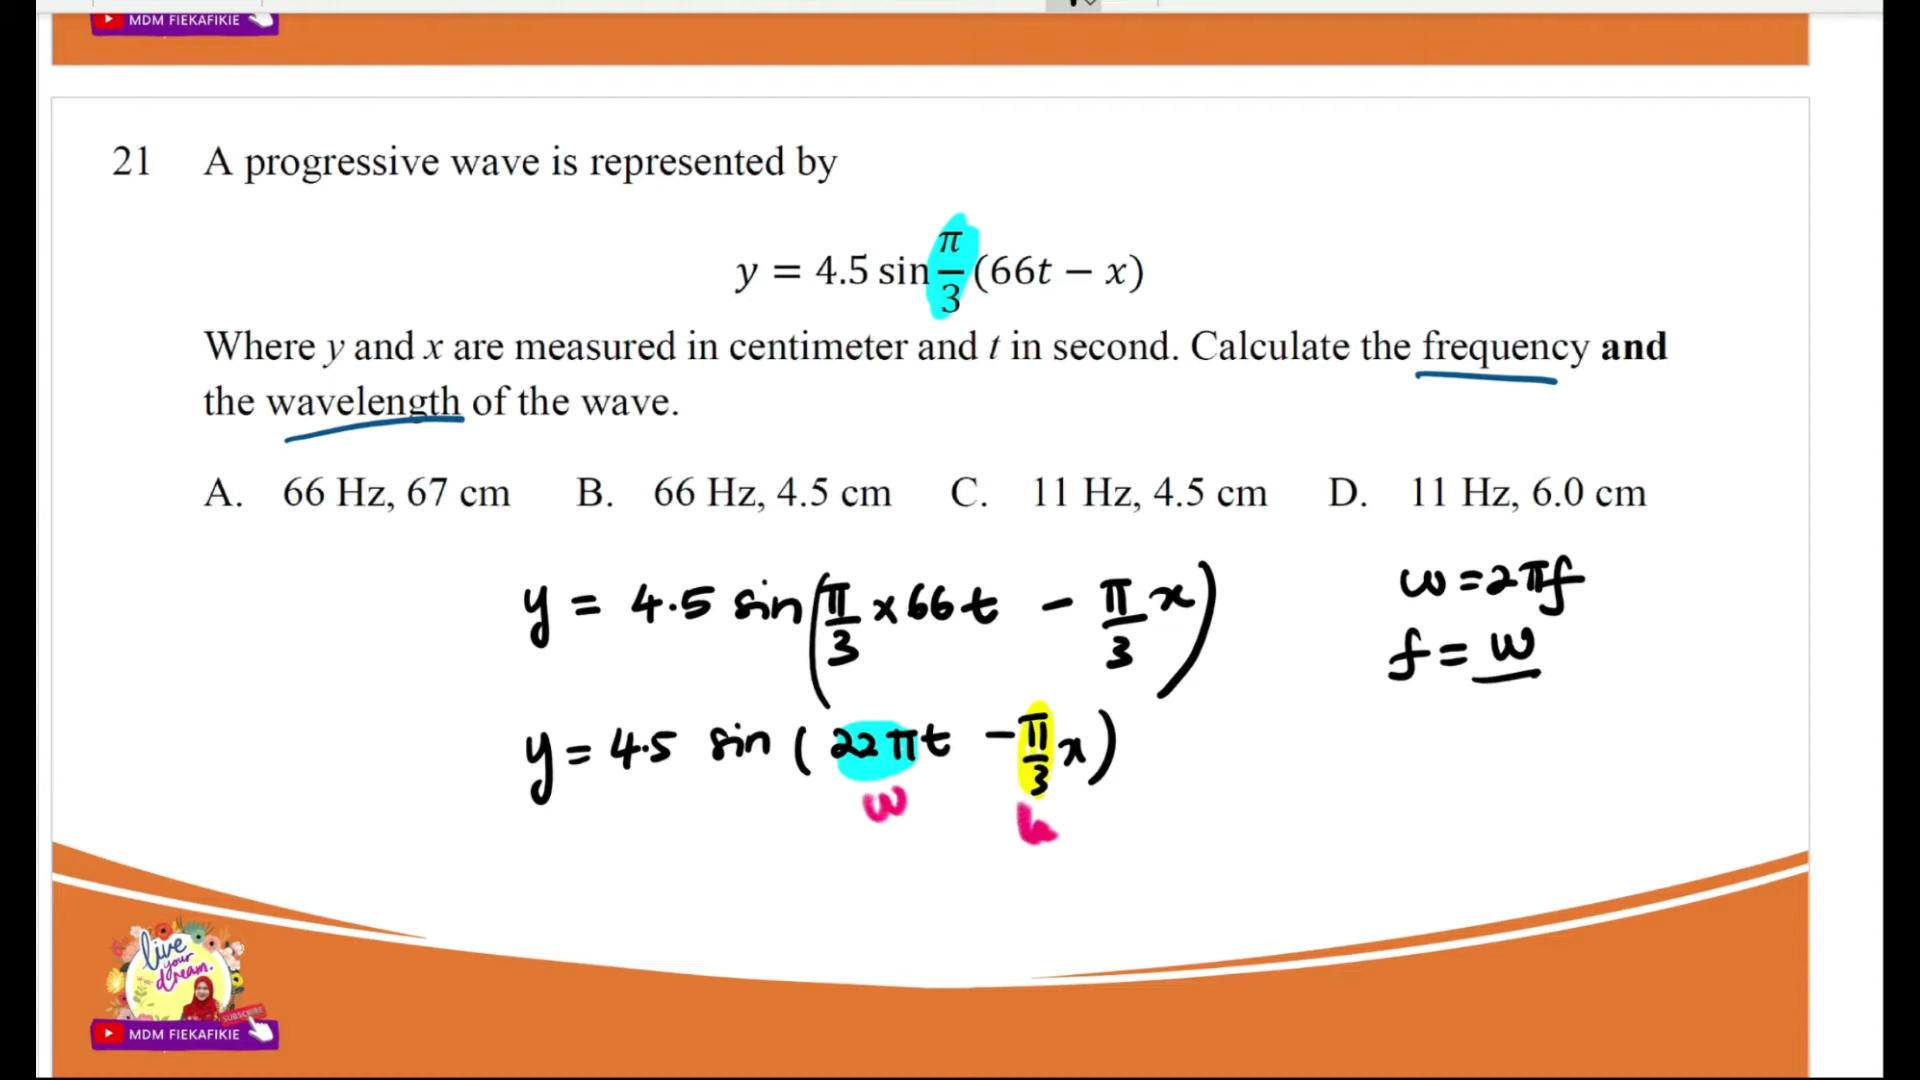 MDM FIEKAFIKIE
21 A progressive wave is represented by
y = 4.5 sin π/3 (66t − x)
Where y and x are measured in centimeter and t in second. Calculate the frequency and
the wavelength of the wave.
A. 66 Hz, 67 cm B. 66 Hz, 4.5 cm C. 11 Hz, 4.5 cm D. 11 Hz, 6.0 cm
y = 4.5 sin(π/3 × 66t − π/3 x)
ω = 2πf
f = ω
y = 4.5 sin (22πt − π/3 x)
ω k
live
your
dream.
SUBSCRIBE
MDM FIEKAFIKIE